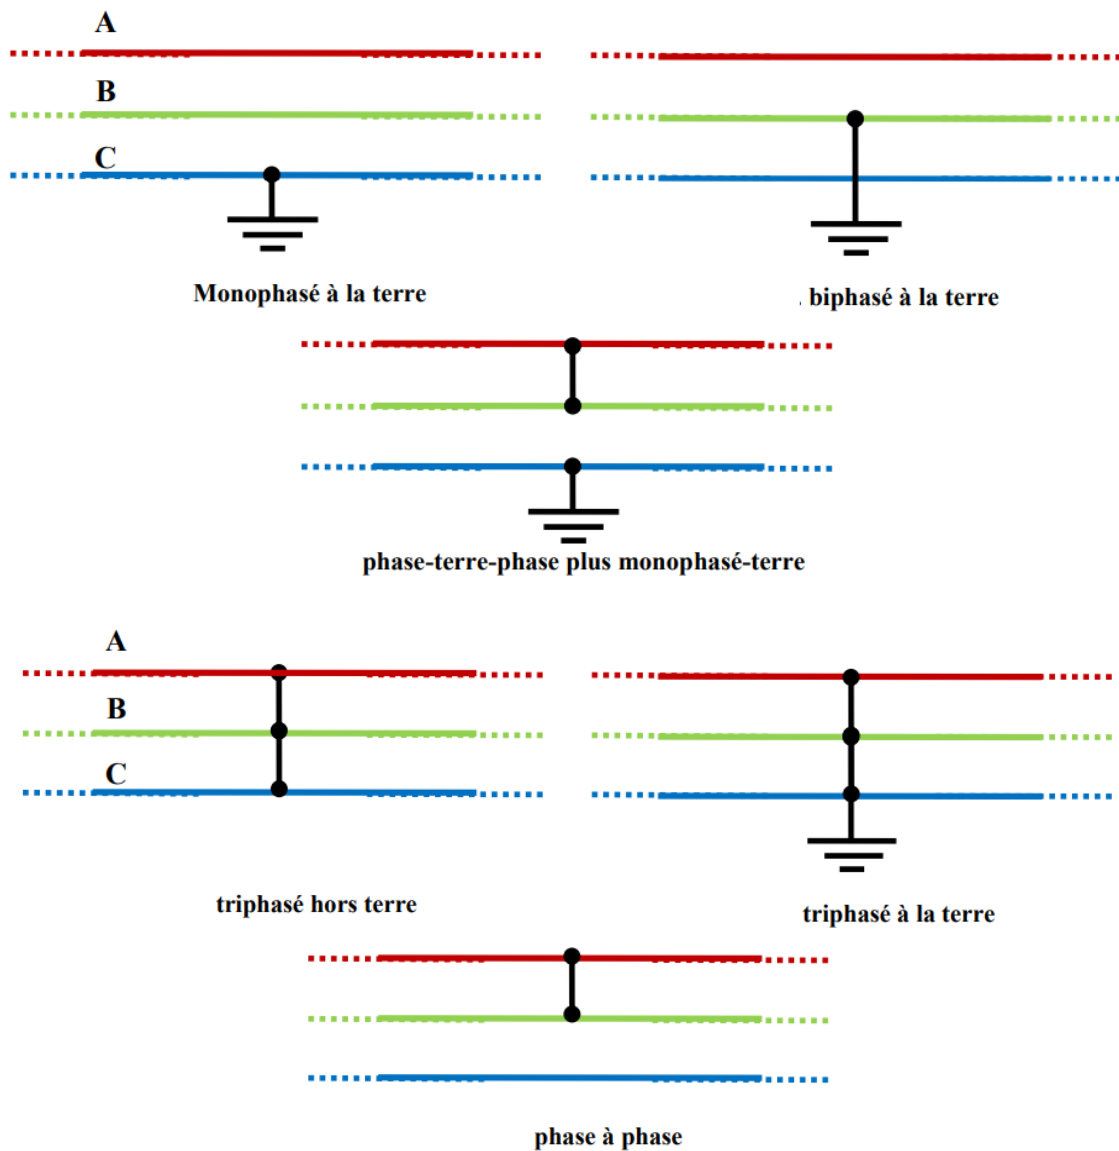 A
B
C
Monophasé à la terre
. biphasé à la terre
phase-terre-phase plus monophasé-terre
A
B
C
triphasé hors terre
triphasé à la terre
phase à phase